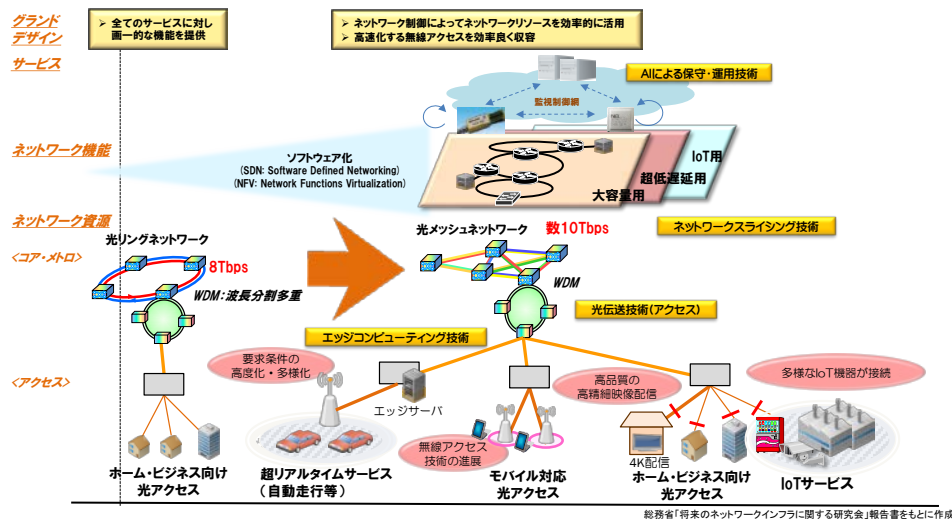 グランド
デザイン
➢ 全てのサービスに対し
画一的な機能を提供
➢ ネットワーク制御によってネットワークリソースを効率的に活用
➢ 高速化する無線アクセスを効率良く収容
サービス
AIによる保守・運用技術
監視制御網
ネットワーク機能
ソフトウェア化
(SDN: Software Defined Networking)
(NFV: Network Functions Virtualization)
IoT用
超低遅延用
大容量用
ネットワーク資源
ネットワークスライシング技術
光リングネットワーク
光メッシュネットワーク
数10Tbps
<コア・メトロ>
8Tbps
WDM:波長分割多重
WDM
光伝送技術(アクセス)
エッジコンピューティング技術
<アクセス>
要求条件の
高度化・多様化
エッジサーバ
高品質の
高精細映像配信
多様なIoT機器が接続
無線アクセス
技術の進展
4K配信
ホーム・ビジネス向け
光アクセス
超リアルタイムサービス
(自動走行等)
モバイル対応
光アクセス
ホーム・ビジネス向け
光アクセス
IoTサービス
総務省「将来のネットワークインフラに関する研究会」報告書をもとに作成